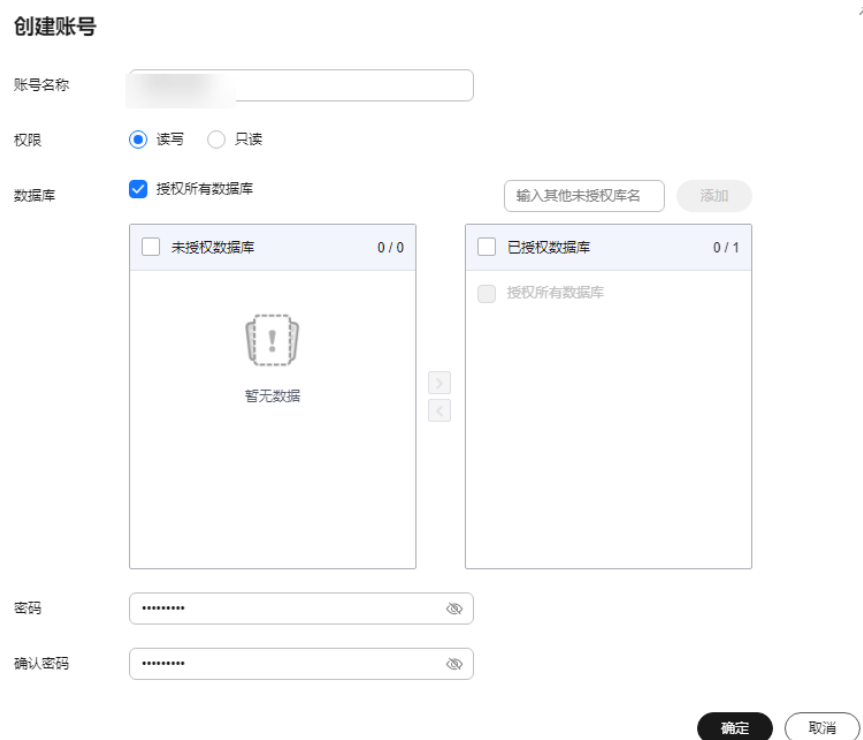 创建账号
账号名称
权限 读写 只读
数据库 授权所有数据库 输入其他未授权库名 添加
未授权数据库 0 / 0 已授权数据库 0 / 1
授权所有数据库
暂无数据
密码 •••••••••
确认密码 •••••••••
确定 取消